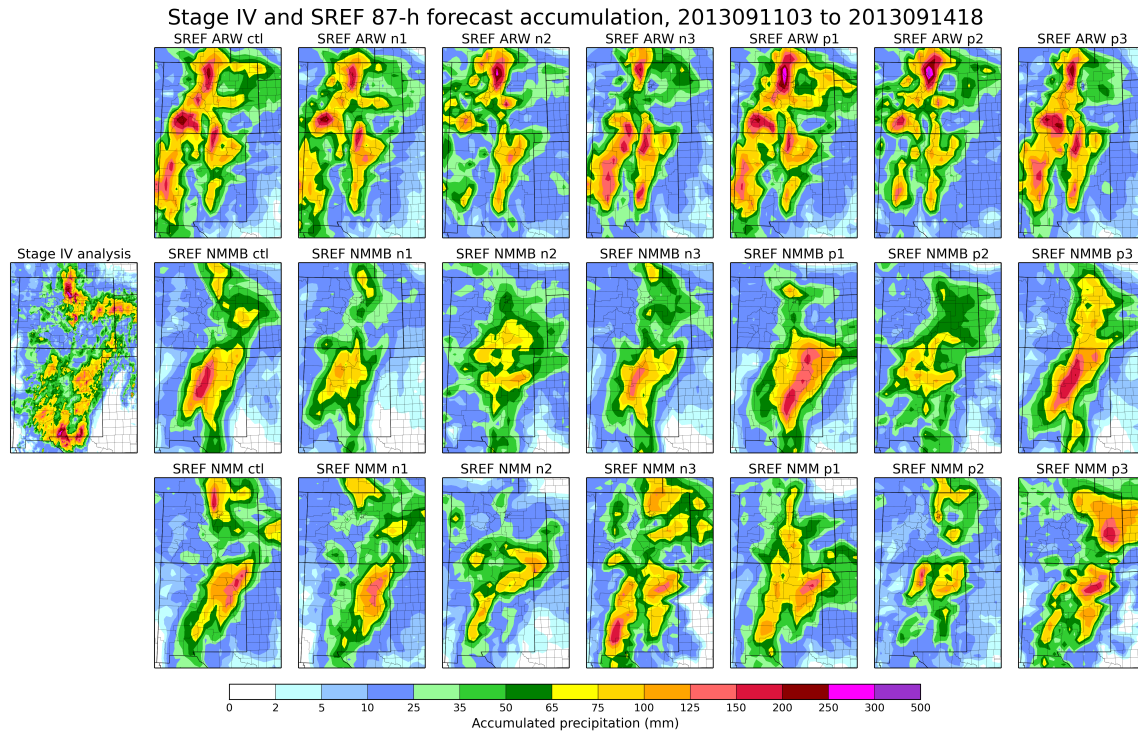 Stage IV and SREF 87-h forecast accumulation, 2013091103 to 2013091418
SREF ARW ctl
SREF ARW n1
SREF ARW n2
SREF ARW n3
SREF ARW p1
SREF ARW p2
SREF ARW p3
Stage IV analysis
SREF NMMB ctl
SREF NMMB n1
SREF NMMB n2
SREF NMMB n3
SREF NMMB p1
SREF NMMB p2
SREF NMMB p3
SREF NMM ctl
SREF NMM n1
SREF NMM n2
SREF NMM n3
SREF NMM p1
SREF NMM p2
SREF NMM p3
0 2 5 10 25 35 50 65 75 100 125 150 200 250 300 500
Accumulated precipitation (mm)